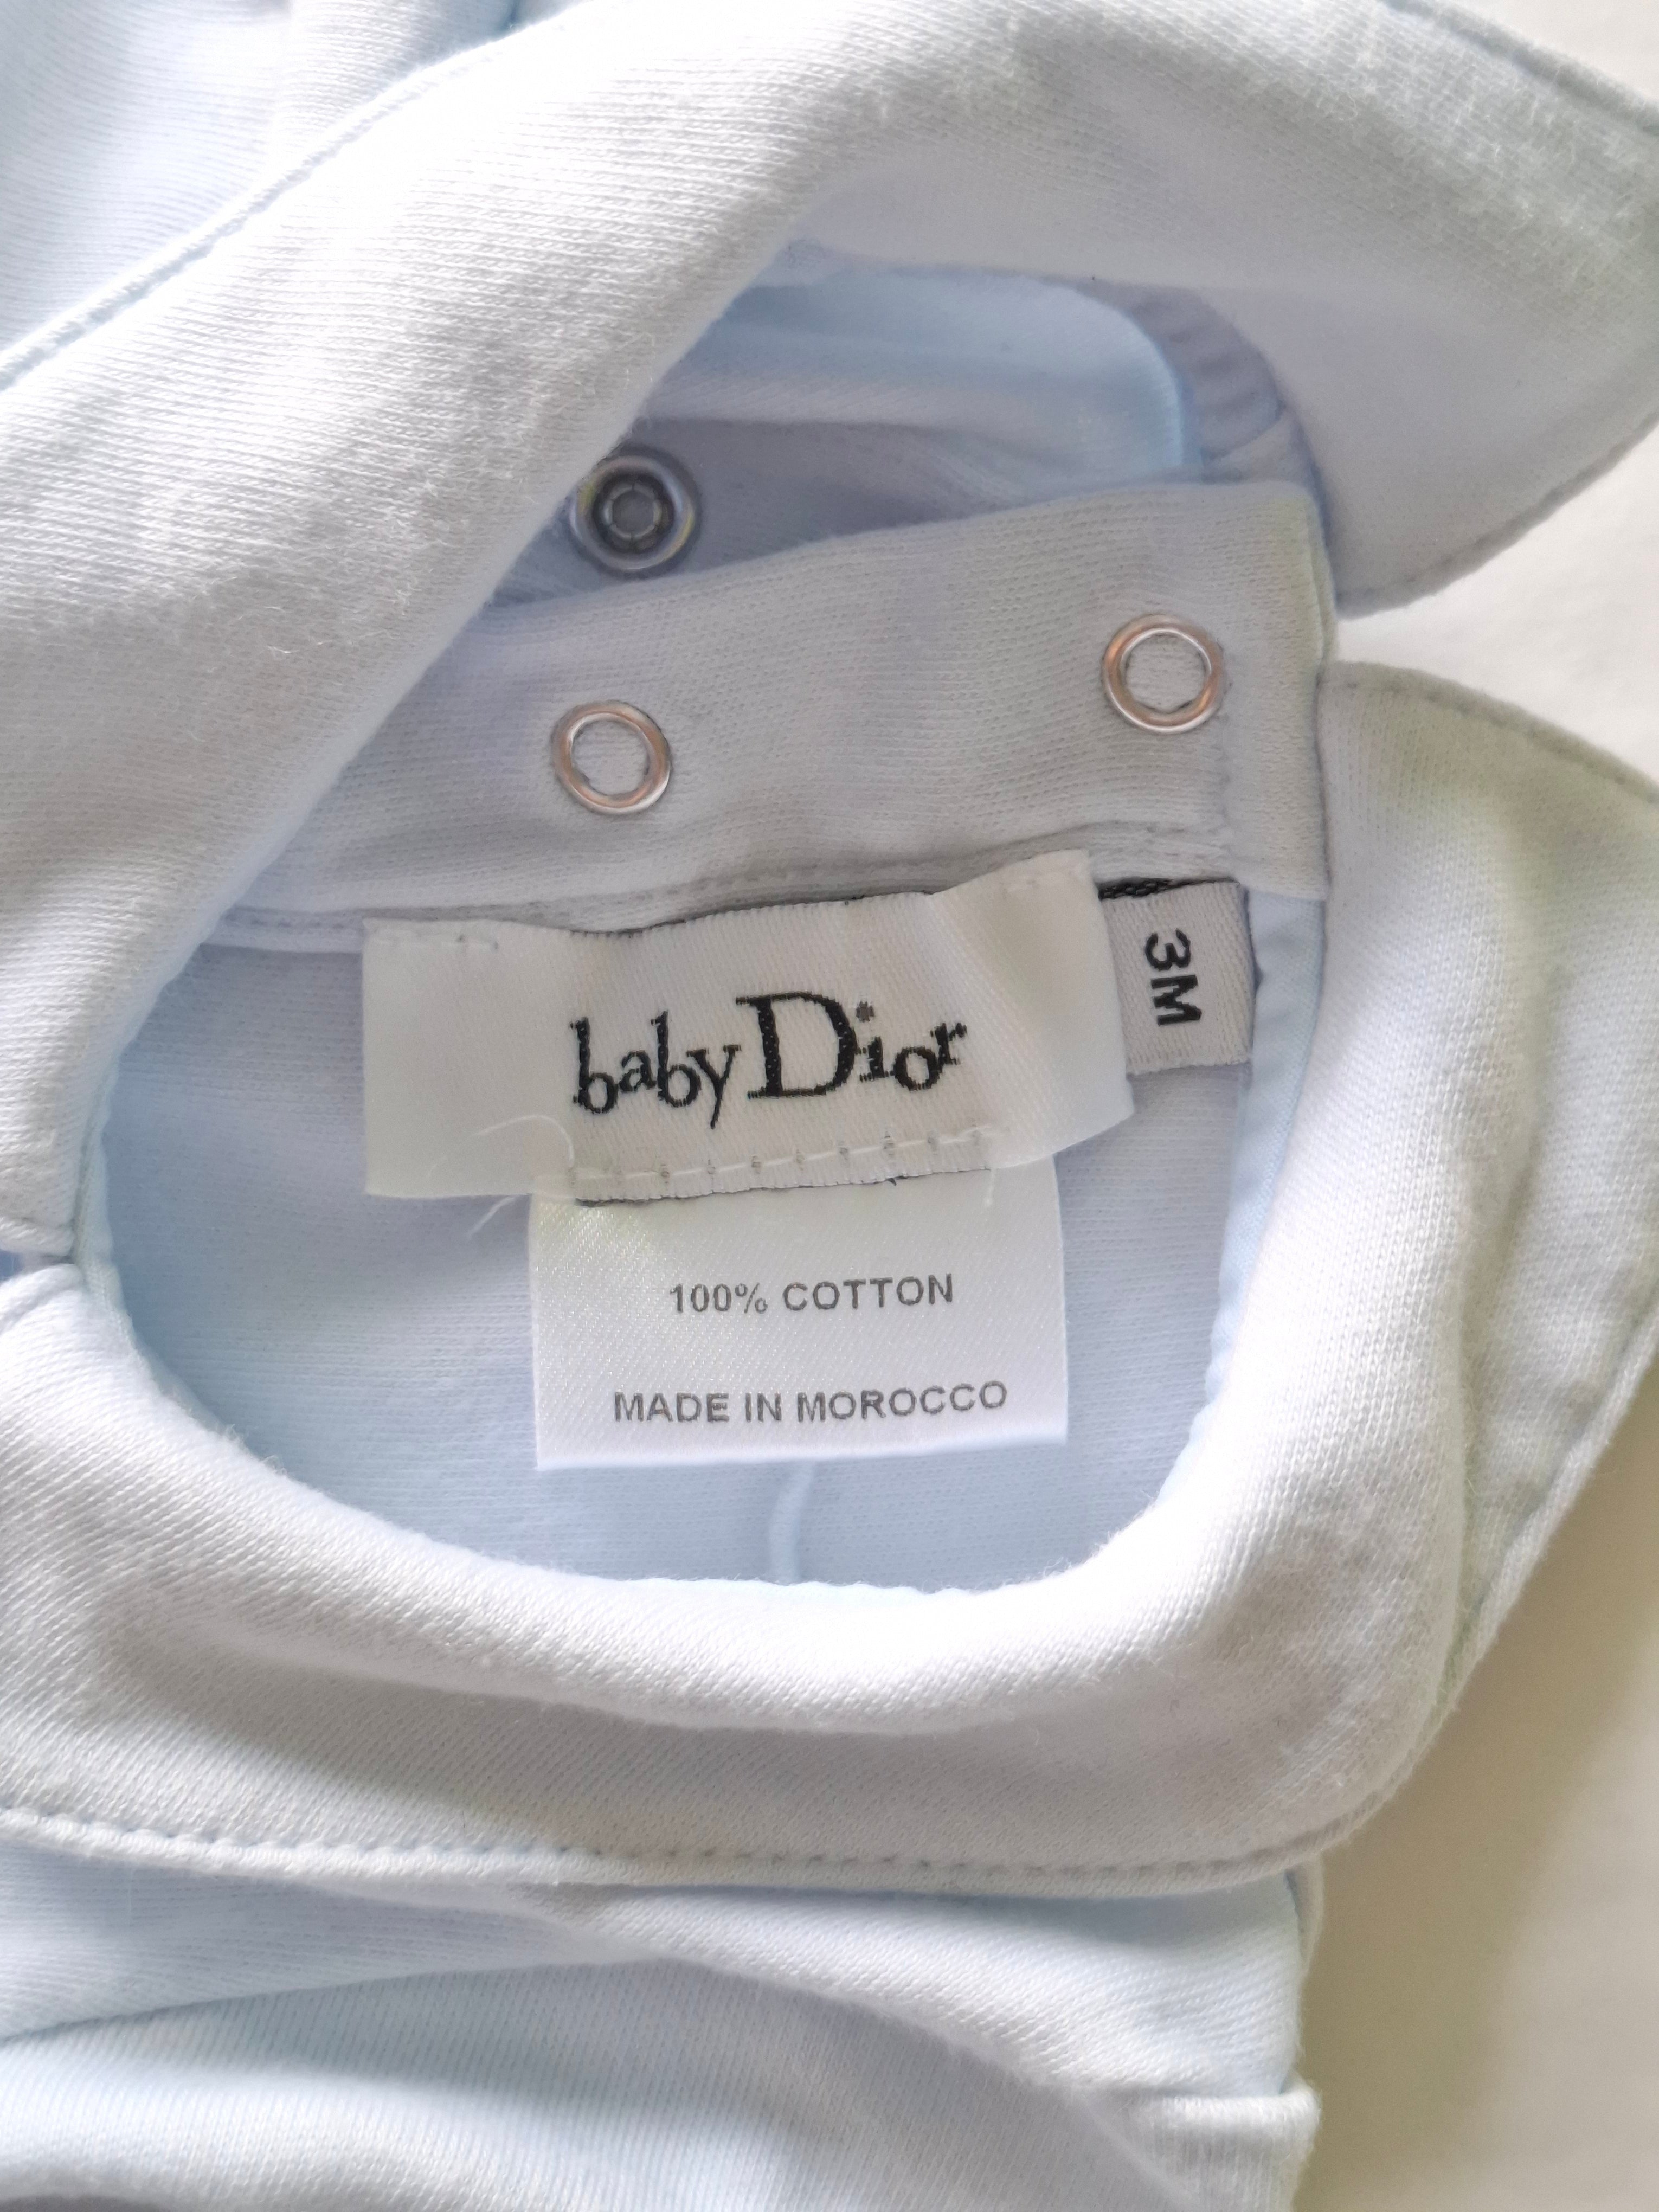 baby Dior
3M
100% COTTON
MADE IN MOROCCO